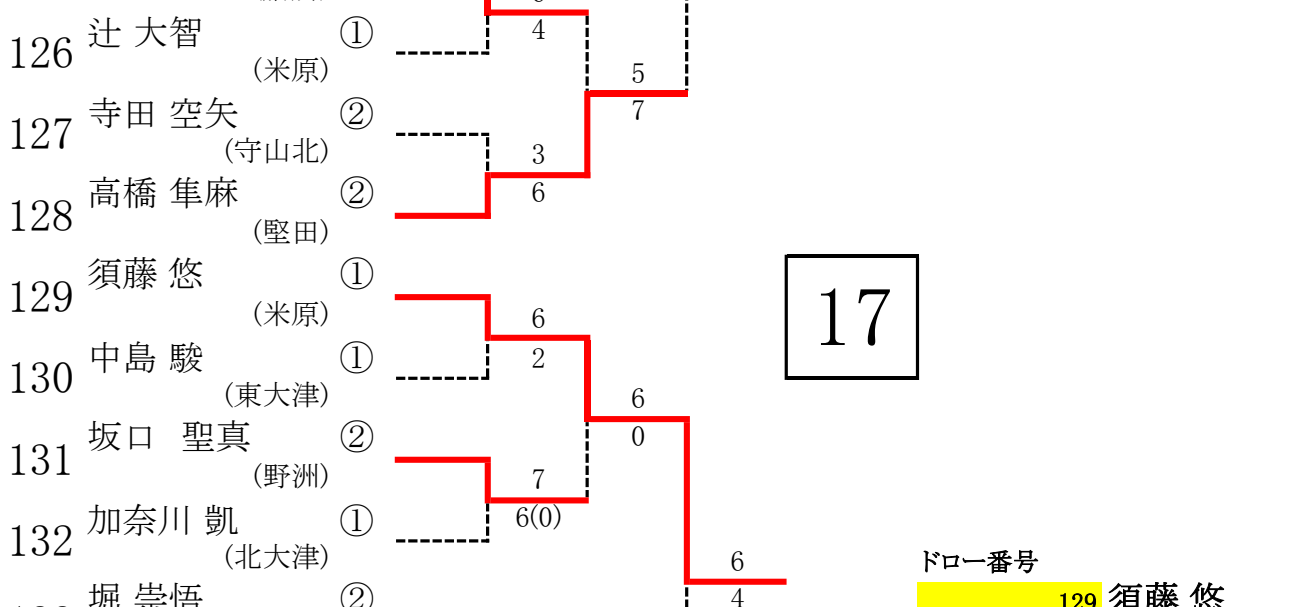 4
126 辻 大智 ①
(米原)
5
7
127 寺田 空矢 ②
(守山北)
3
6
128 高橋 隼麻 ②
(堅田)
129 須藤 悠 ①
(米原)
17
6
2
130 中島 駿 ①
(東大津)
6
0
131 坂口 聖真 ②
(野洲)
7
6(0)
132 加奈川 凱 ①
(北大津)
6
4
ドロー番号
129 須藤 悠
堀 崇悟 ②